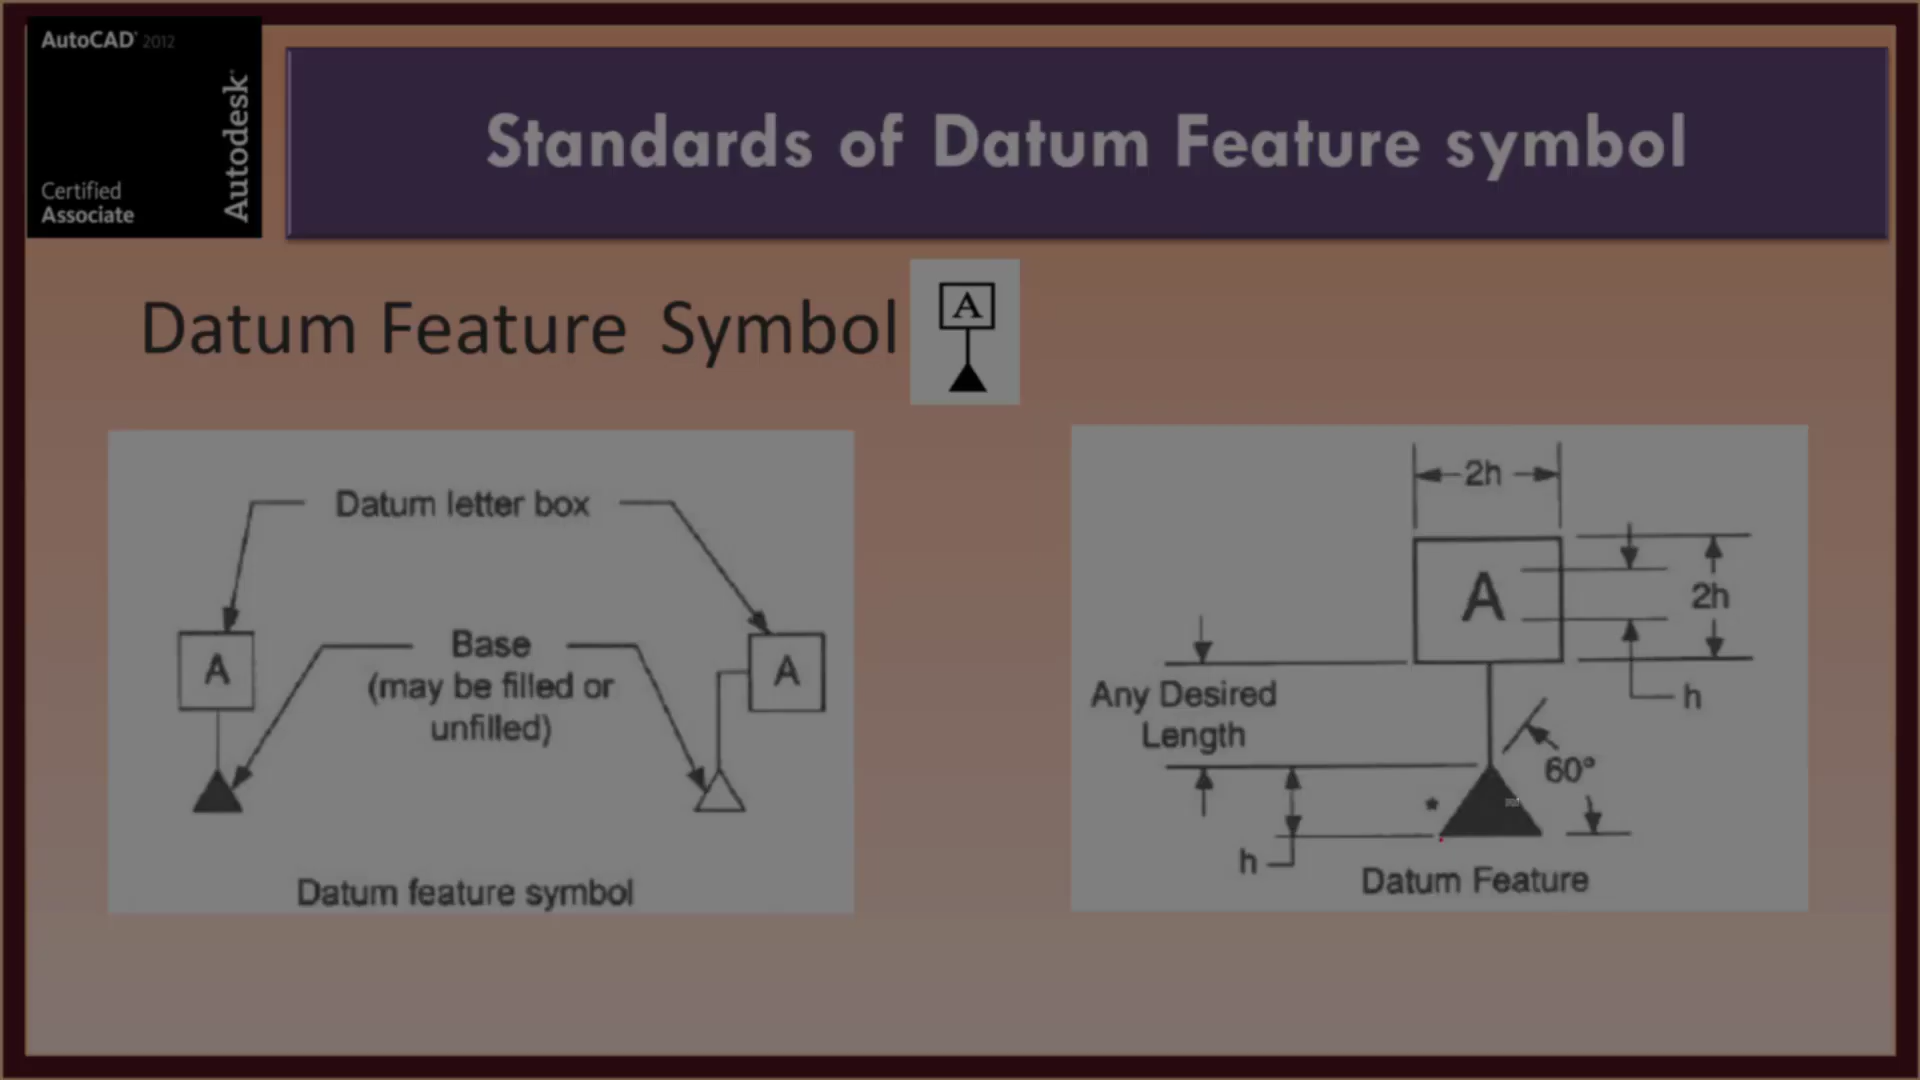 AutoCAD 2012
Autodesk
Certified
Associate
Standards of Datum Feature symbol
Datum Feature Symbol
A
Datum letter box
A
A
Base
(may be filled or
unfilled)
Datum feature symbol
2h
A
2h
h
Any Desired
Length
60°
*
h
Datum Feature